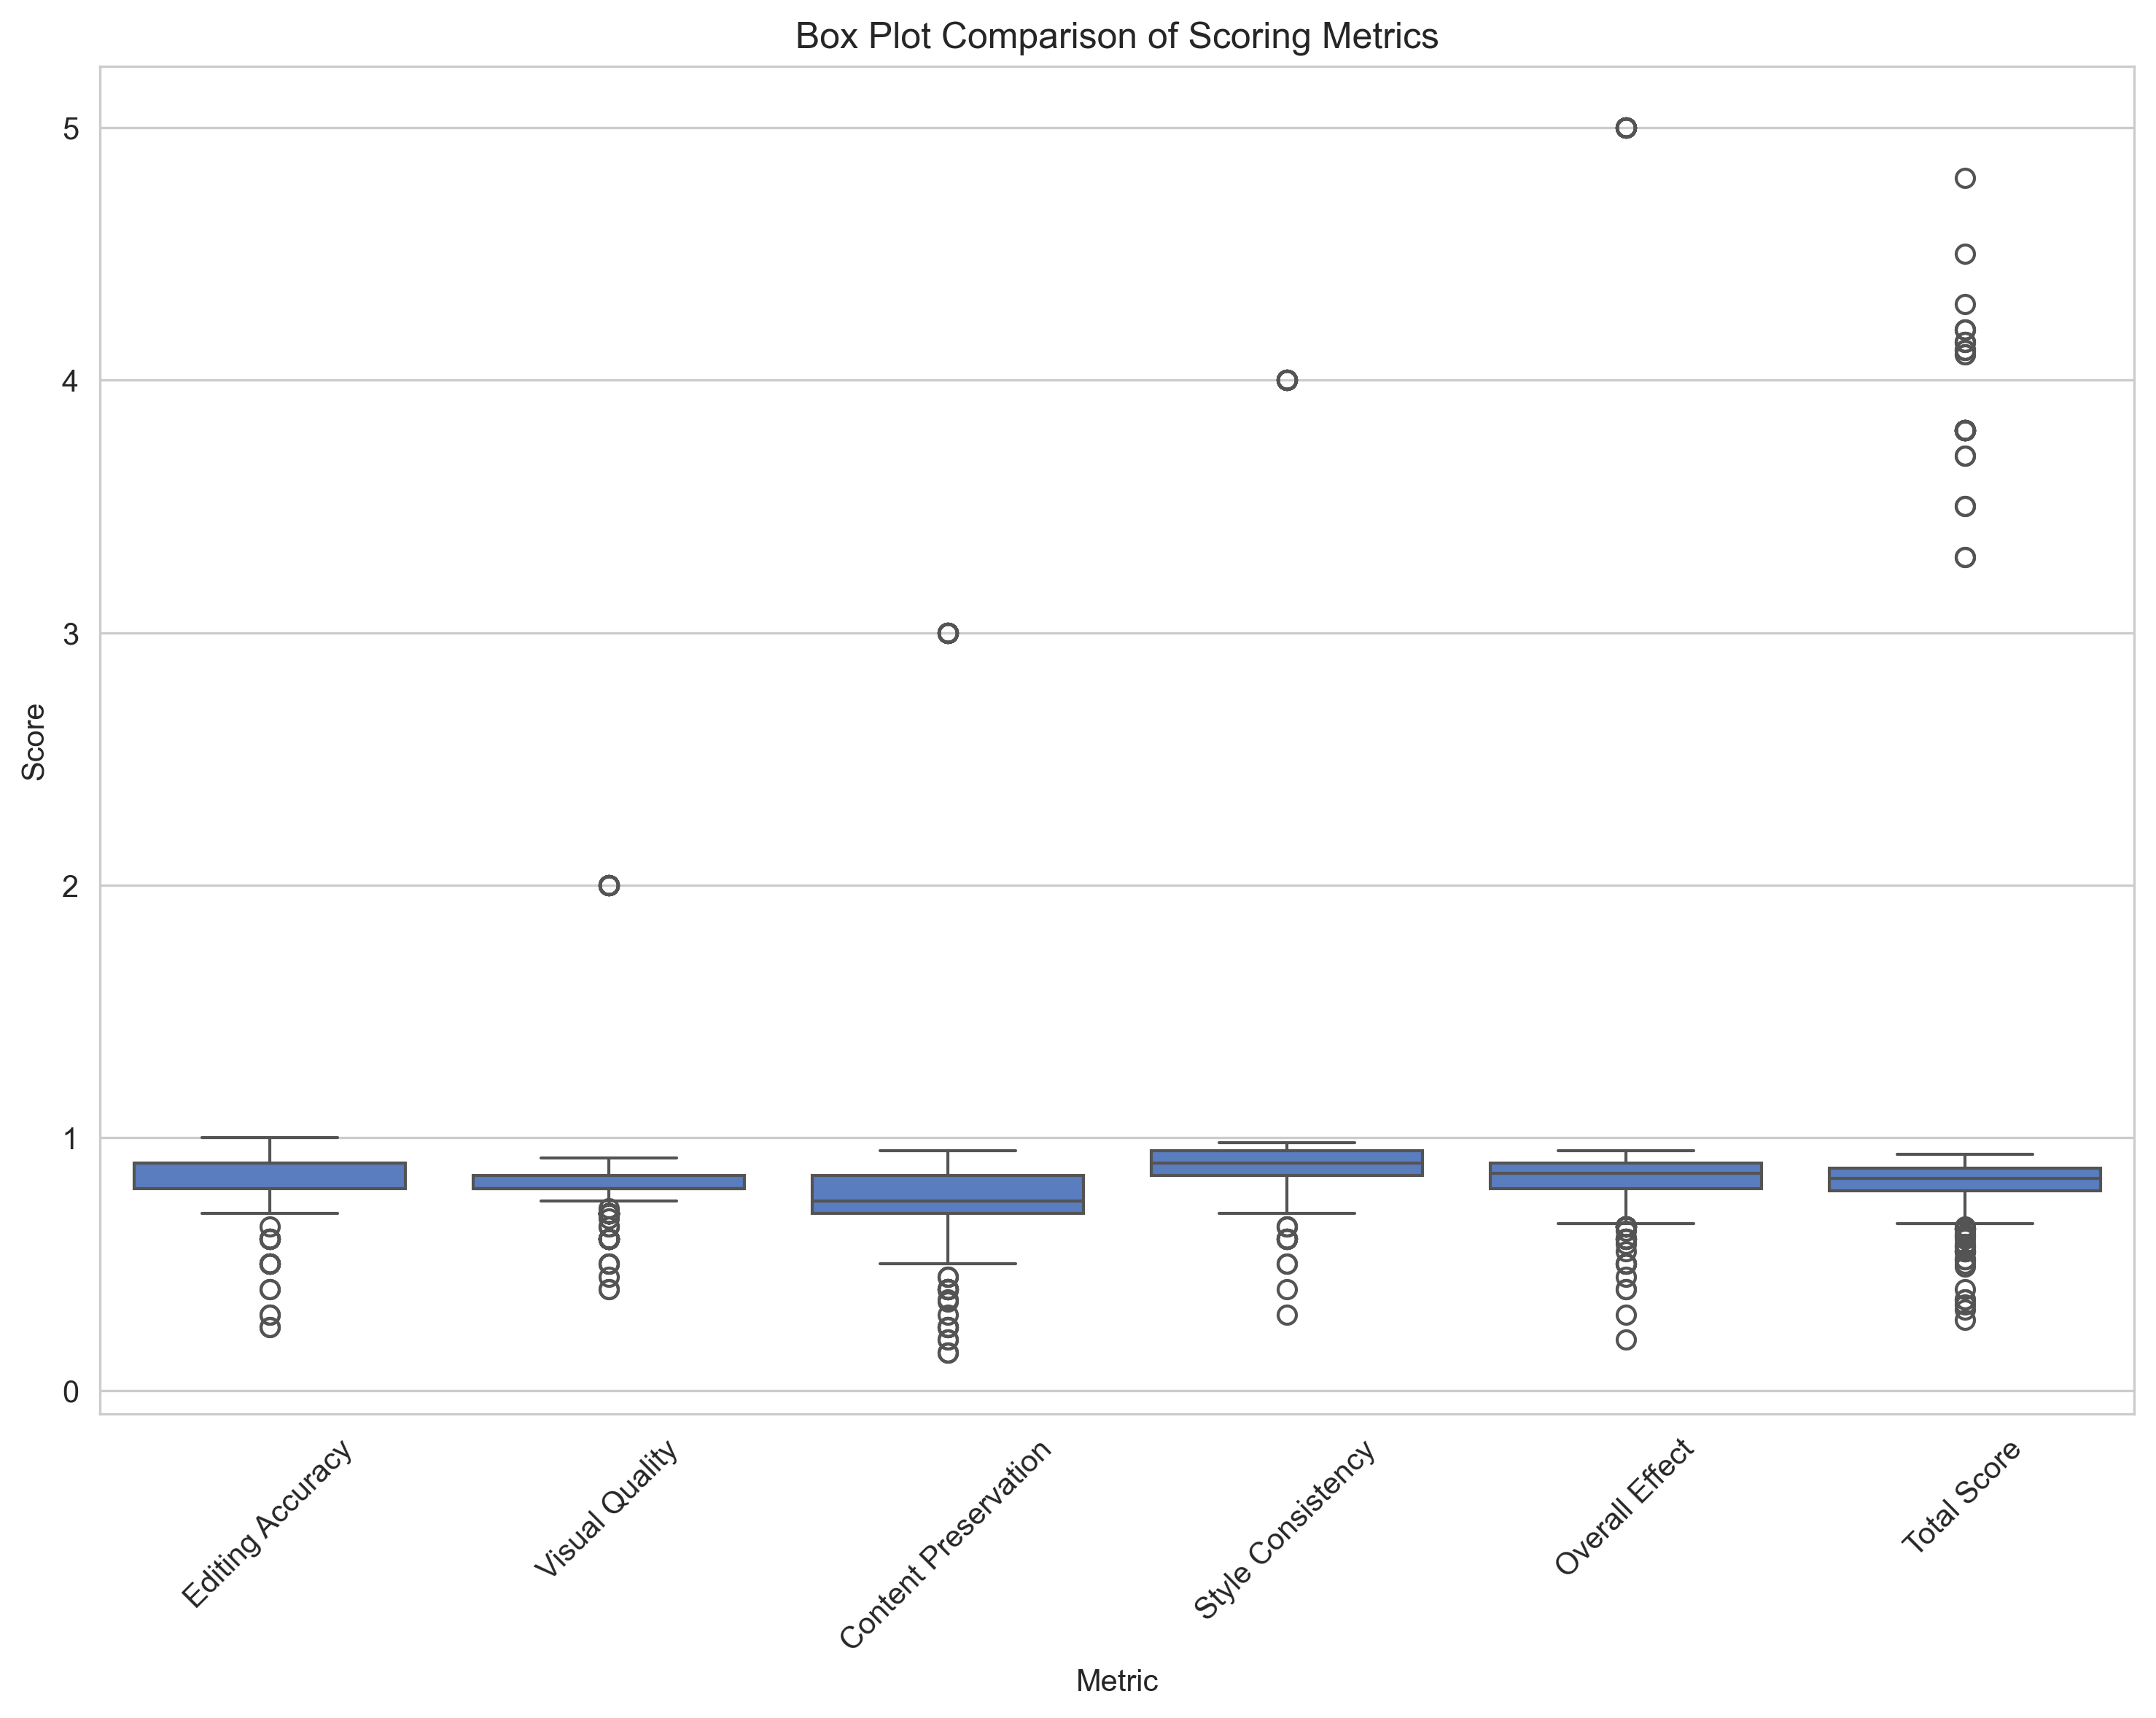 Box Plot Comparison of Scoring Metrics
5
4
3
2
1
0
Score
Editing Accuracy
Visual Quality
Content Preservation
Style Consistency
Overall Effect
Total Score
Metric